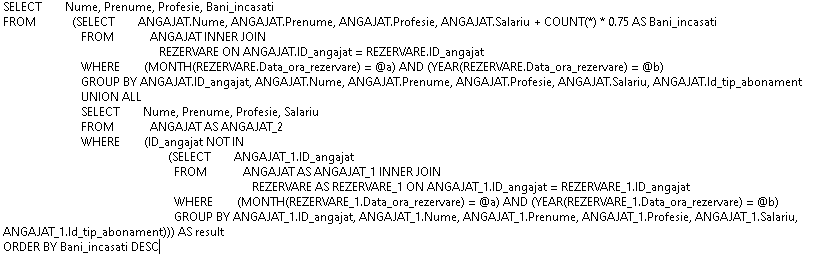 SELECT Nume, Prenume, Profesie, Bani_incasati
FROM (SELECT ANGAJAT.Nume, ANGAJAT.Prenume, ANGAJAT.Profesie, ANGAJAT.Salariu + COUNT(*) * 0.75 AS Bani_incasati
FROM ANGAJAT INNER JOIN
REZERVARE ON ANGAJAT.ID_angajat = REZERVARE.ID_angajat
WHERE (MONTH(REZERVARE.Data_ora_rezervare) = @a) AND (YEAR(REZERVARE.Data_ora_rezervare) = @b)
GROUP BY ANGAJAT.ID_angajat, ANGAJAT.Nume, ANGAJAT.Prenume, ANGAJAT.Profesie, ANGAJAT.Salariu, ANGAJAT.Id_tip_abonament
UNION ALL
SELECT Nume, Prenume, Profesie, Salariu
FROM ANGAJAT AS ANGAJAT_2
WHERE (ID_angajat NOT IN
(SELECT ANGAJAT_1.ID_angajat
FROM ANGAJAT AS ANGAJAT_1 INNER JOIN
REZERVARE AS REZERVARE_1 ON ANGAJAT_1.ID_angajat = REZERVARE_1.ID_angajat
WHERE (MONTH(REZERVARE_1.Data_ora_rezervare) = @a) AND (YEAR(REZERVARE_1.Data_ora_rezervare) = @b)
GROUP BY ANGAJAT_1.ID_angajat, ANGAJAT_1.Nume, ANGAJAT_1.Prenume, ANGAJAT_1.Profesie, ANGAJAT_1.Salariu,
ANGAJAT_1.Id_tip_abonament))) AS result
ORDER BY Bani_incasati DESC